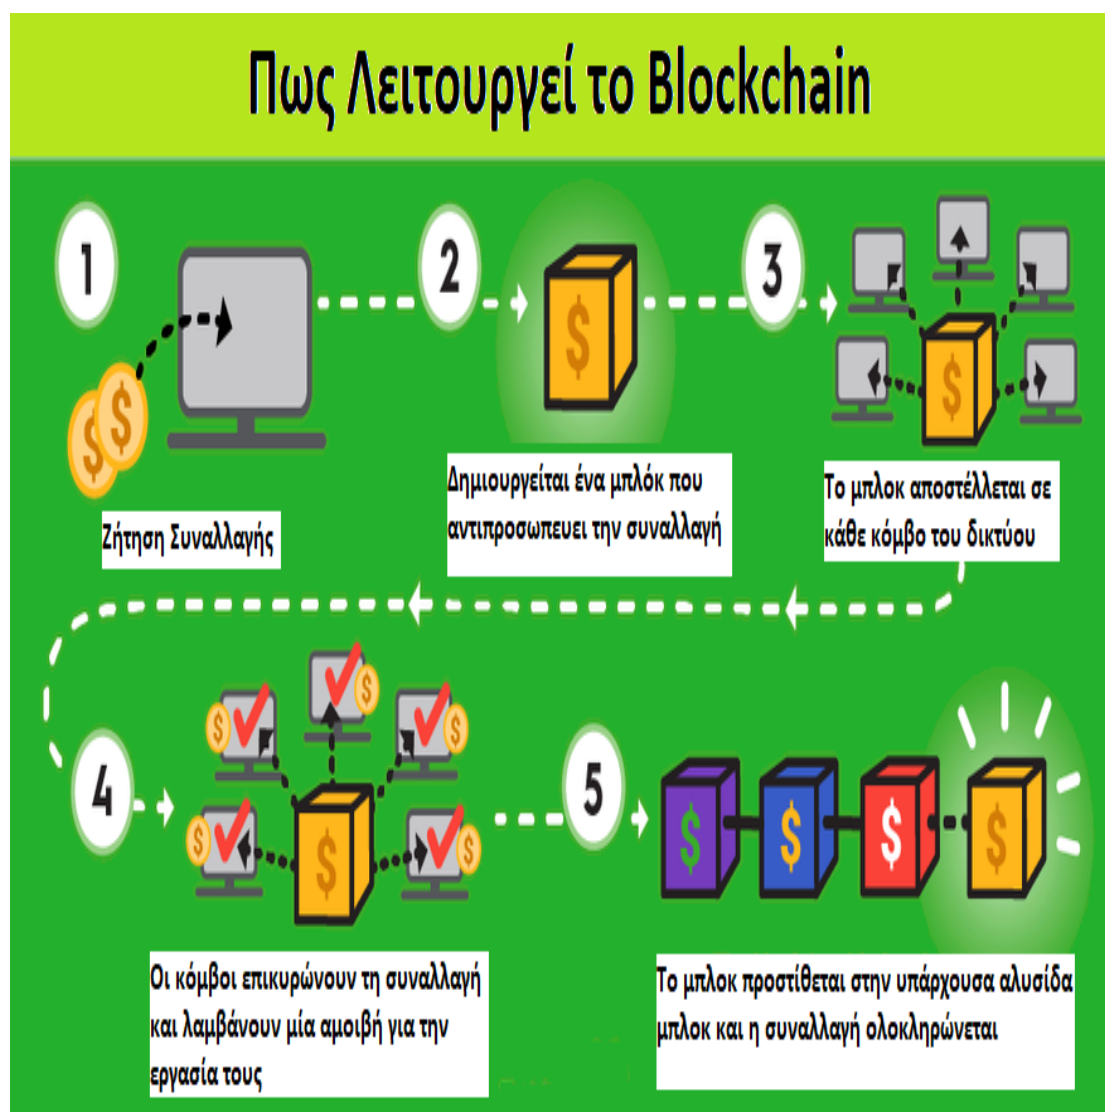 Πως Λειτουργεί το Blockchain
1
2
3
$
$
$
$
Ζήτηση Συναλλαγής
Δημιουργείται ένα μπλόκ που
αντιπροσωπευει την συναλλαγή
Το μπλοκ αποστέλλεται σε
κάθε κόμβο του δικτύου
4
5
$
$
$
$
$
$
$
$
$
$
Οι κόμβοι επικυρώνουν τη συναλλαγή
και λαμβάνουν μία αμοιβή για την
εργασία τους
Το μπλοκ προστίθεται στην υπάρχουσα αλυσίδα
μπλοκ και η συναλλαγή ολοκληρώνεται